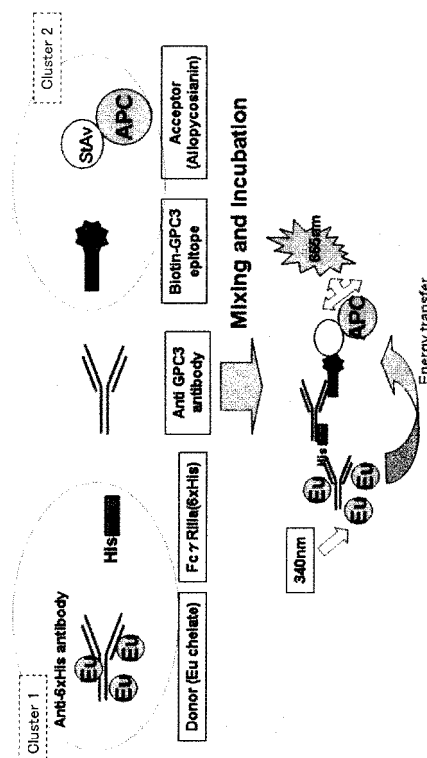 Cluster 1
Cluster 2
Anti-6xHis antibody
Eu
Eu
Eu
His
StAv
APC
Donor (Eu chelate)
Fc γ RIIIa(6xHis)
Anti GPC3
antibody
Biotin-GPC3
epitope
Acceptor
(Allopycosianin)
Mixing and Incubation
340nm
Eu
Eu
Eu
His
APC
665nm
Energy transfer